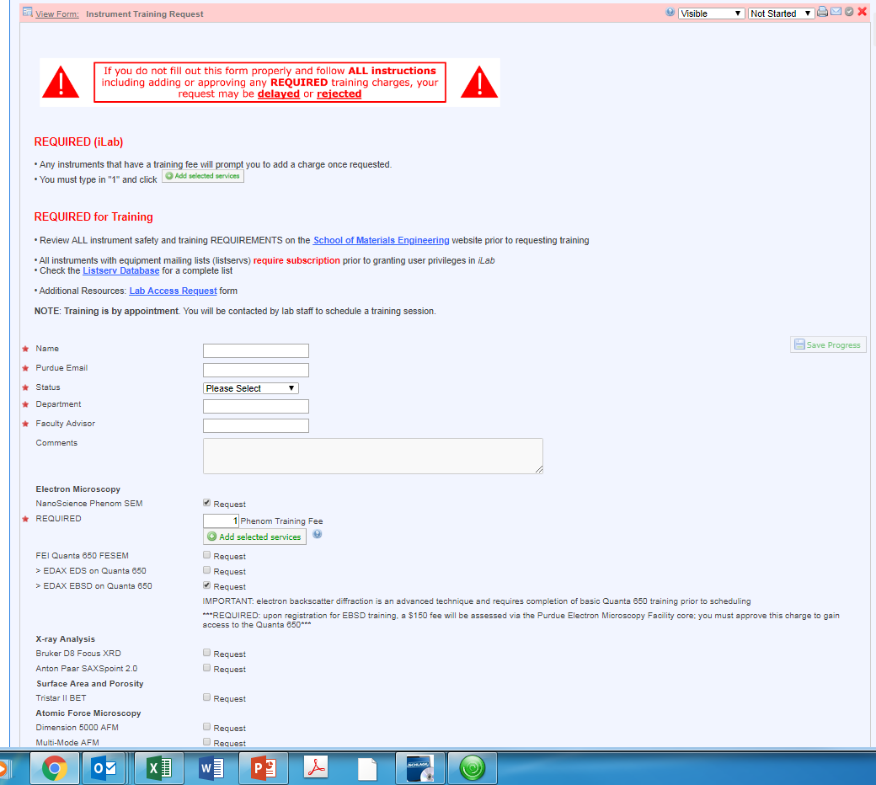 View Form: Instrument Training Request
Visible
Not Started
If you do not fill out this form properly and follow ALL instructions
including adding or approving any REQUIRED training charges, your
request may be delayed or rejected
REQUIRED (iLab)
• Any instruments that have a training fee will prompt you to add a charge once requested.
• You must type in "1" and click Add selected services
REQUIRED for Training
• Review ALL instrument safety and training REQUIREMENTS on the School of Materials Engineering website prior to requesting training
• All instruments with equipment mailing lists (listservs) require subscription prior to granting user privileges in iLab
• Check the Listserv Database for a complete list
• Additional Resources: Lab Access Request form
NOTE: Training is by appointment. You will be contacted by lab staff to schedule a training session.
Save Progress
Name
Purdue Email
Status Please Select
Department
Faculty Advisor
Comments
Electron Microscopy
NanoScience Phenom SEM Request
REQUIRED 1 Phenom Training Fee
Add selected services
FEI Quanta 650 FESEM Request
> EDAX EDS on Quanta 650 Request
> EDAX EBSD on Quanta 650 Request
IMPORTANT: electron backscatter diffraction is an advanced technique and requires completion of basic Quanta 650 training prior to scheduling
***REQUIRED: upon registration for EBSD training, a $150 fee will be assessed via the Purdue Electron Microscopy Facility core; you must approve this charge to gain
access to the Quanta 650***
X-ray Analysis
Bruker D8 Focus XRD Request
Anton Paar SAXSpoint 2.0 Request
Surface Area and Porosity
Tristar II BET Request
Atomic Force Microscopy
Dimension 5000 AFM Request
Multi-Mode AFM Request